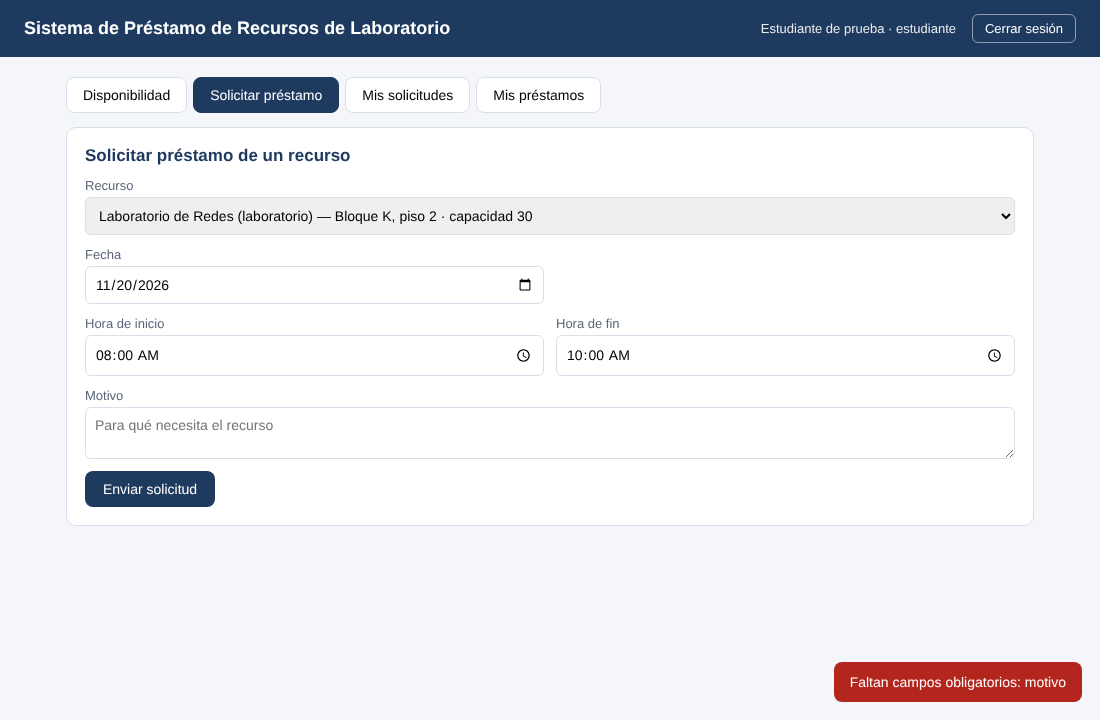 Sistema de Préstamo de Recursos de Laboratorio
Estudiante de prueba · estudiante
Cerrar sesión
Disponibilidad
Solicitar préstamo
Mis solicitudes
Mis préstamos
Solicitar préstamo de un recurso
Recurso
Laboratorio de Redes (laboratorio) — Bloque K, piso 2 · capacidad 30
Fecha
11/20/2026
Hora de inicio
Hora de fin
08:00 AM
10:00 AM
Motivo
Para qué necesita el recurso
Enviar solicitud
Faltan campos obligatorios: motivo